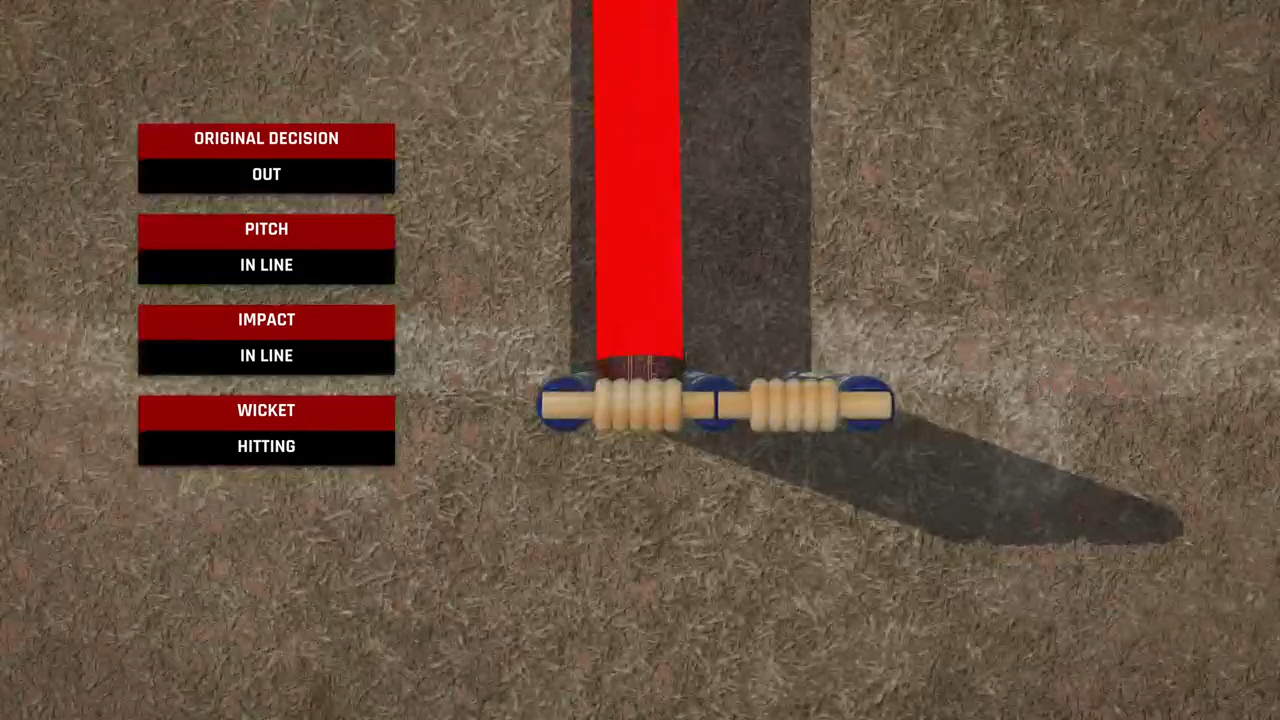 ORIGINAL DECISION
OUT
PITCH
IN LINE
IMPACT
IN LINE
WICKET
HITTING